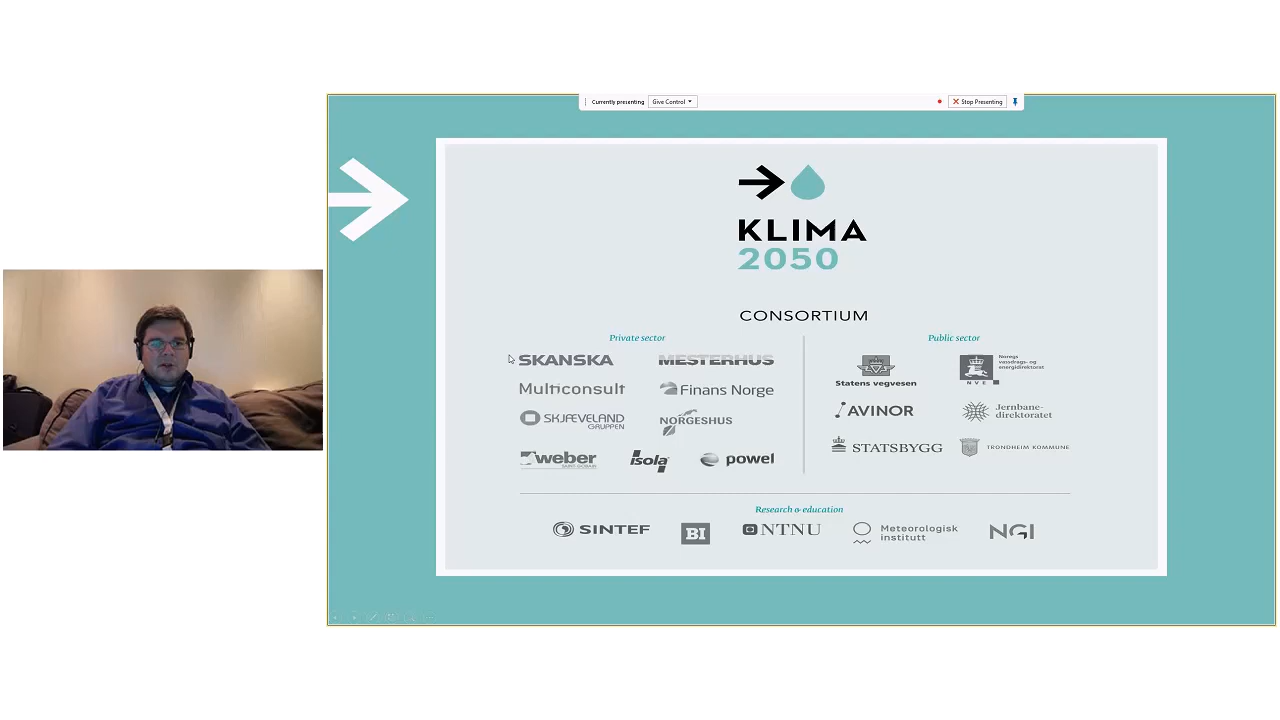 Currently presenting
Give Control
Stop Presenting
KLIMA
2050
CONSORTIUM
Private sector
SKANSKA
MESTERHUS
Multiconsult
Finans Norge
SKJÆVELAND
GRUPPEN
NORGESHUS
weber
SAINT-GOBAIN
isola
powel
Public sector
Statens vegvesen
Noregs
vassdrags- og
energidirektorat
NVE
AVINOR
Jernbane-
direktoratet
STATSBYGG
TRONDHEIM KOMMUNE
Research & education
SINTEF
BI
NTNU
Meteorologisk
institutt
NGI